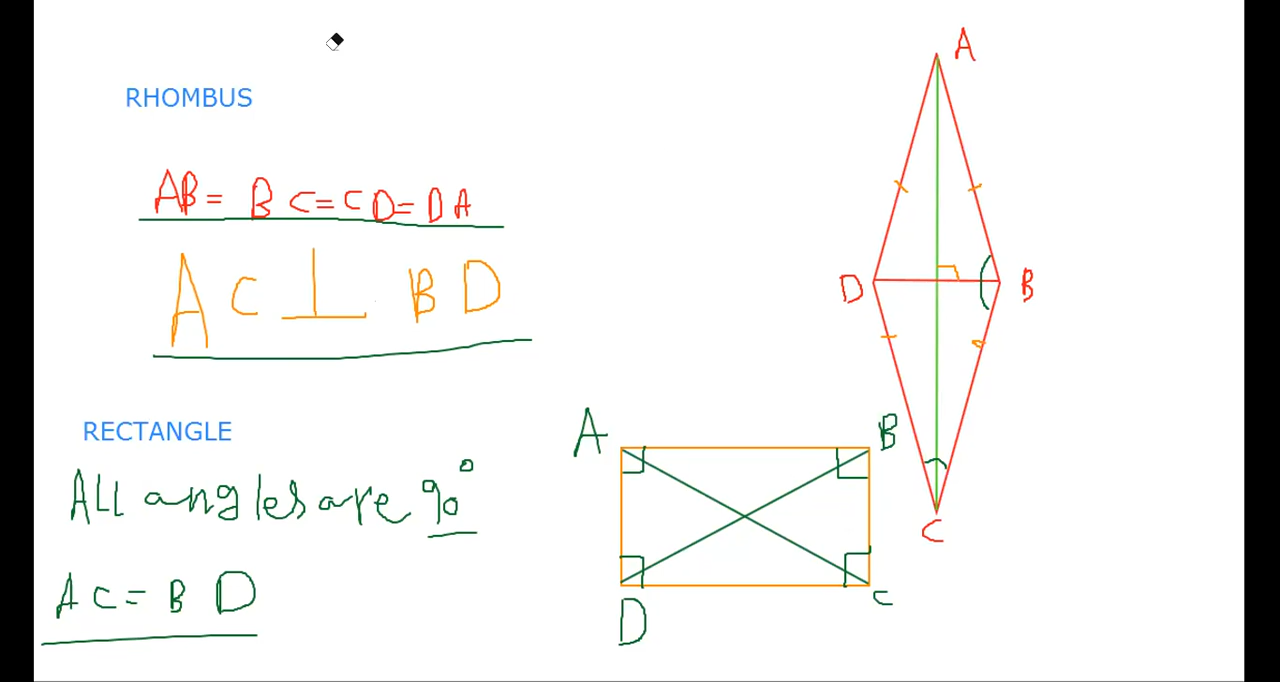 RHOMBUS
AB = BC = CD = DA
AC ⊥ BD
RECTANGLE
All angles are 90°
AC = BD
A
D
B
C
A
B
D
C